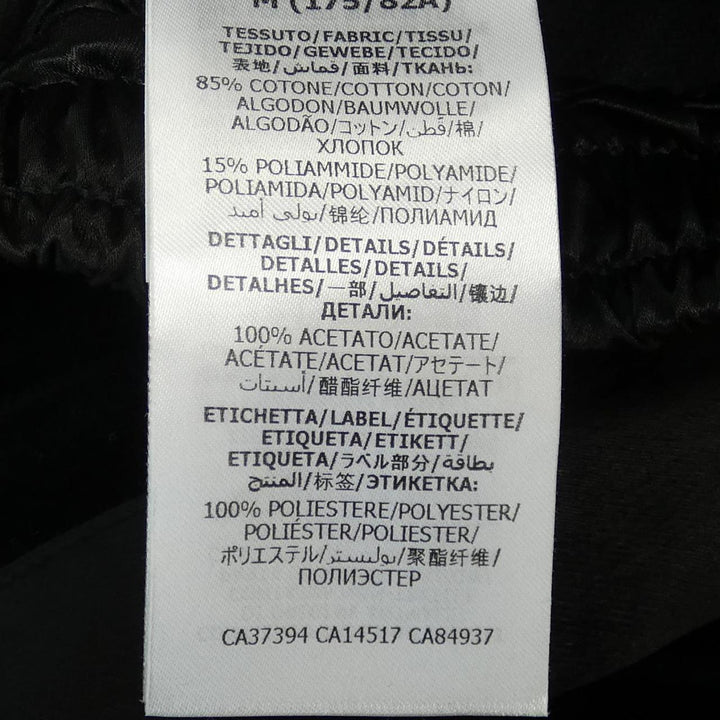 M (175/82A)
TESSUTO/FABRIC/TISSU/
TEJIDO/GEWEBE/TECIDO/
表地/قماش/面料/ТКАНЬ:
85% COTONE/COTTON/COTON/
ALGODON/BAUMWOLLE/
ALGODÃO/コットン/قطن/棉/
ХЛОПОК
15% POLIAMMIDE/POLYAMIDE/
POLIAMIDA/POLYAMID/ナイロン/
بولي أميد/锦纶/ПОЛИАМИД
DETTAGLI/DETAILS/DÉTAILS/
DETALLES/DETAILS/
DETALHES/一部/التفاصيل/镶边/
ДЕТАЛИ:
100% ACETATO/ACETATE/
ACÉTATE/ACETAT/アセテート/
أسيتات/醋酯纤维/АЦЕТАТ
ETICHETTA/LABEL/ÉTIQUETTE/
ETIQUETA/ETIKETT/
ETIQUETA/ラベル部分/بطاقة
المنتج/标签/ЭТИКЕТКА:
100% POLIESTERE/POLYESTER/
POLIÉSTER/POLIESTER/
ポリエステル/بوليستر/聚酯纤维/
ПОЛИЭСТЕР
CA37394 CA14517 CA84937